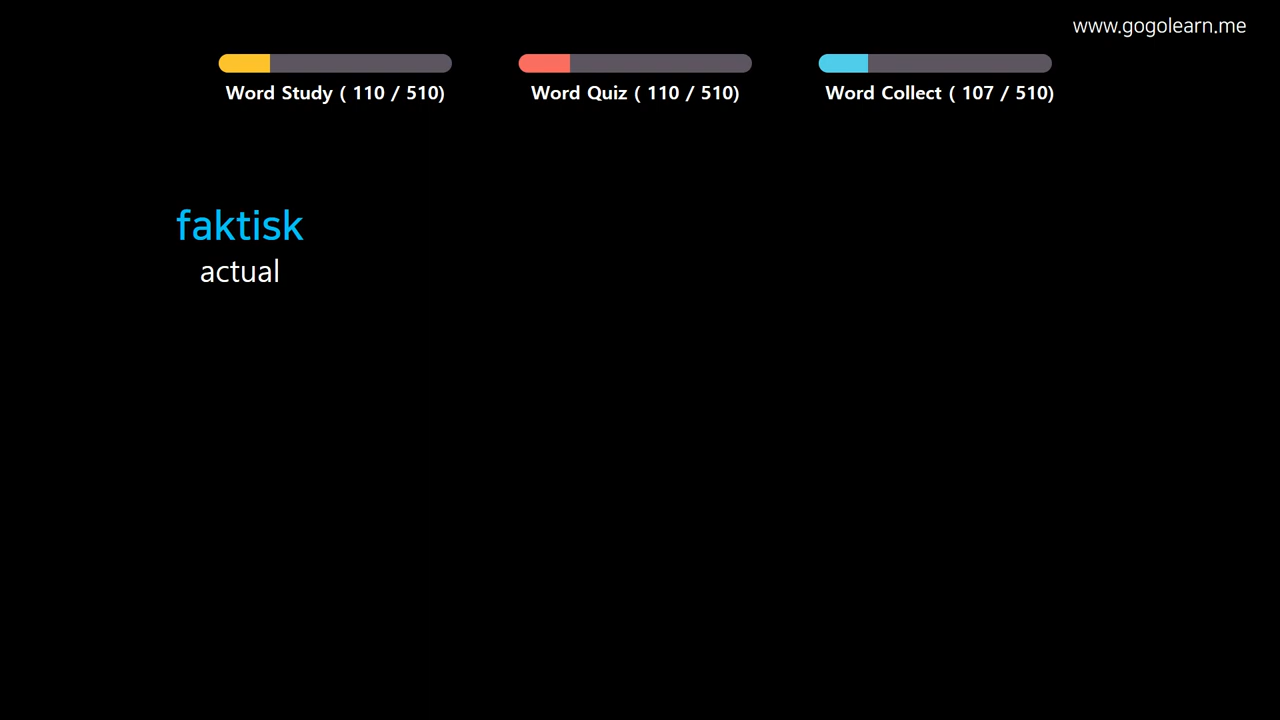 www.gogolearn.me
Word Study ( 110 / 510)
Word Quiz ( 110 / 510)
Word Collect ( 107 / 510)
faktisk
actual